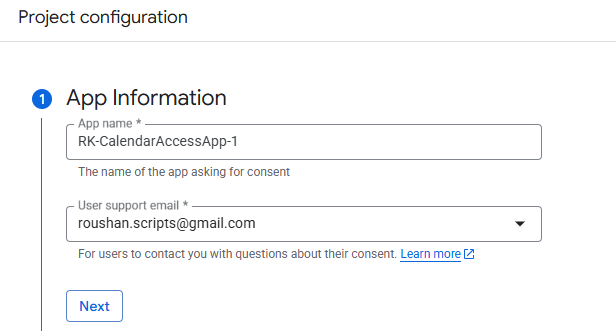 Project configuration
1 App Information
App name *
RK-CalendarAccessApp-1
The name of the app asking for consent
User support email *
roushan.scripts@gmail.com
For users to contact you with questions about their consent. Learn more
Next